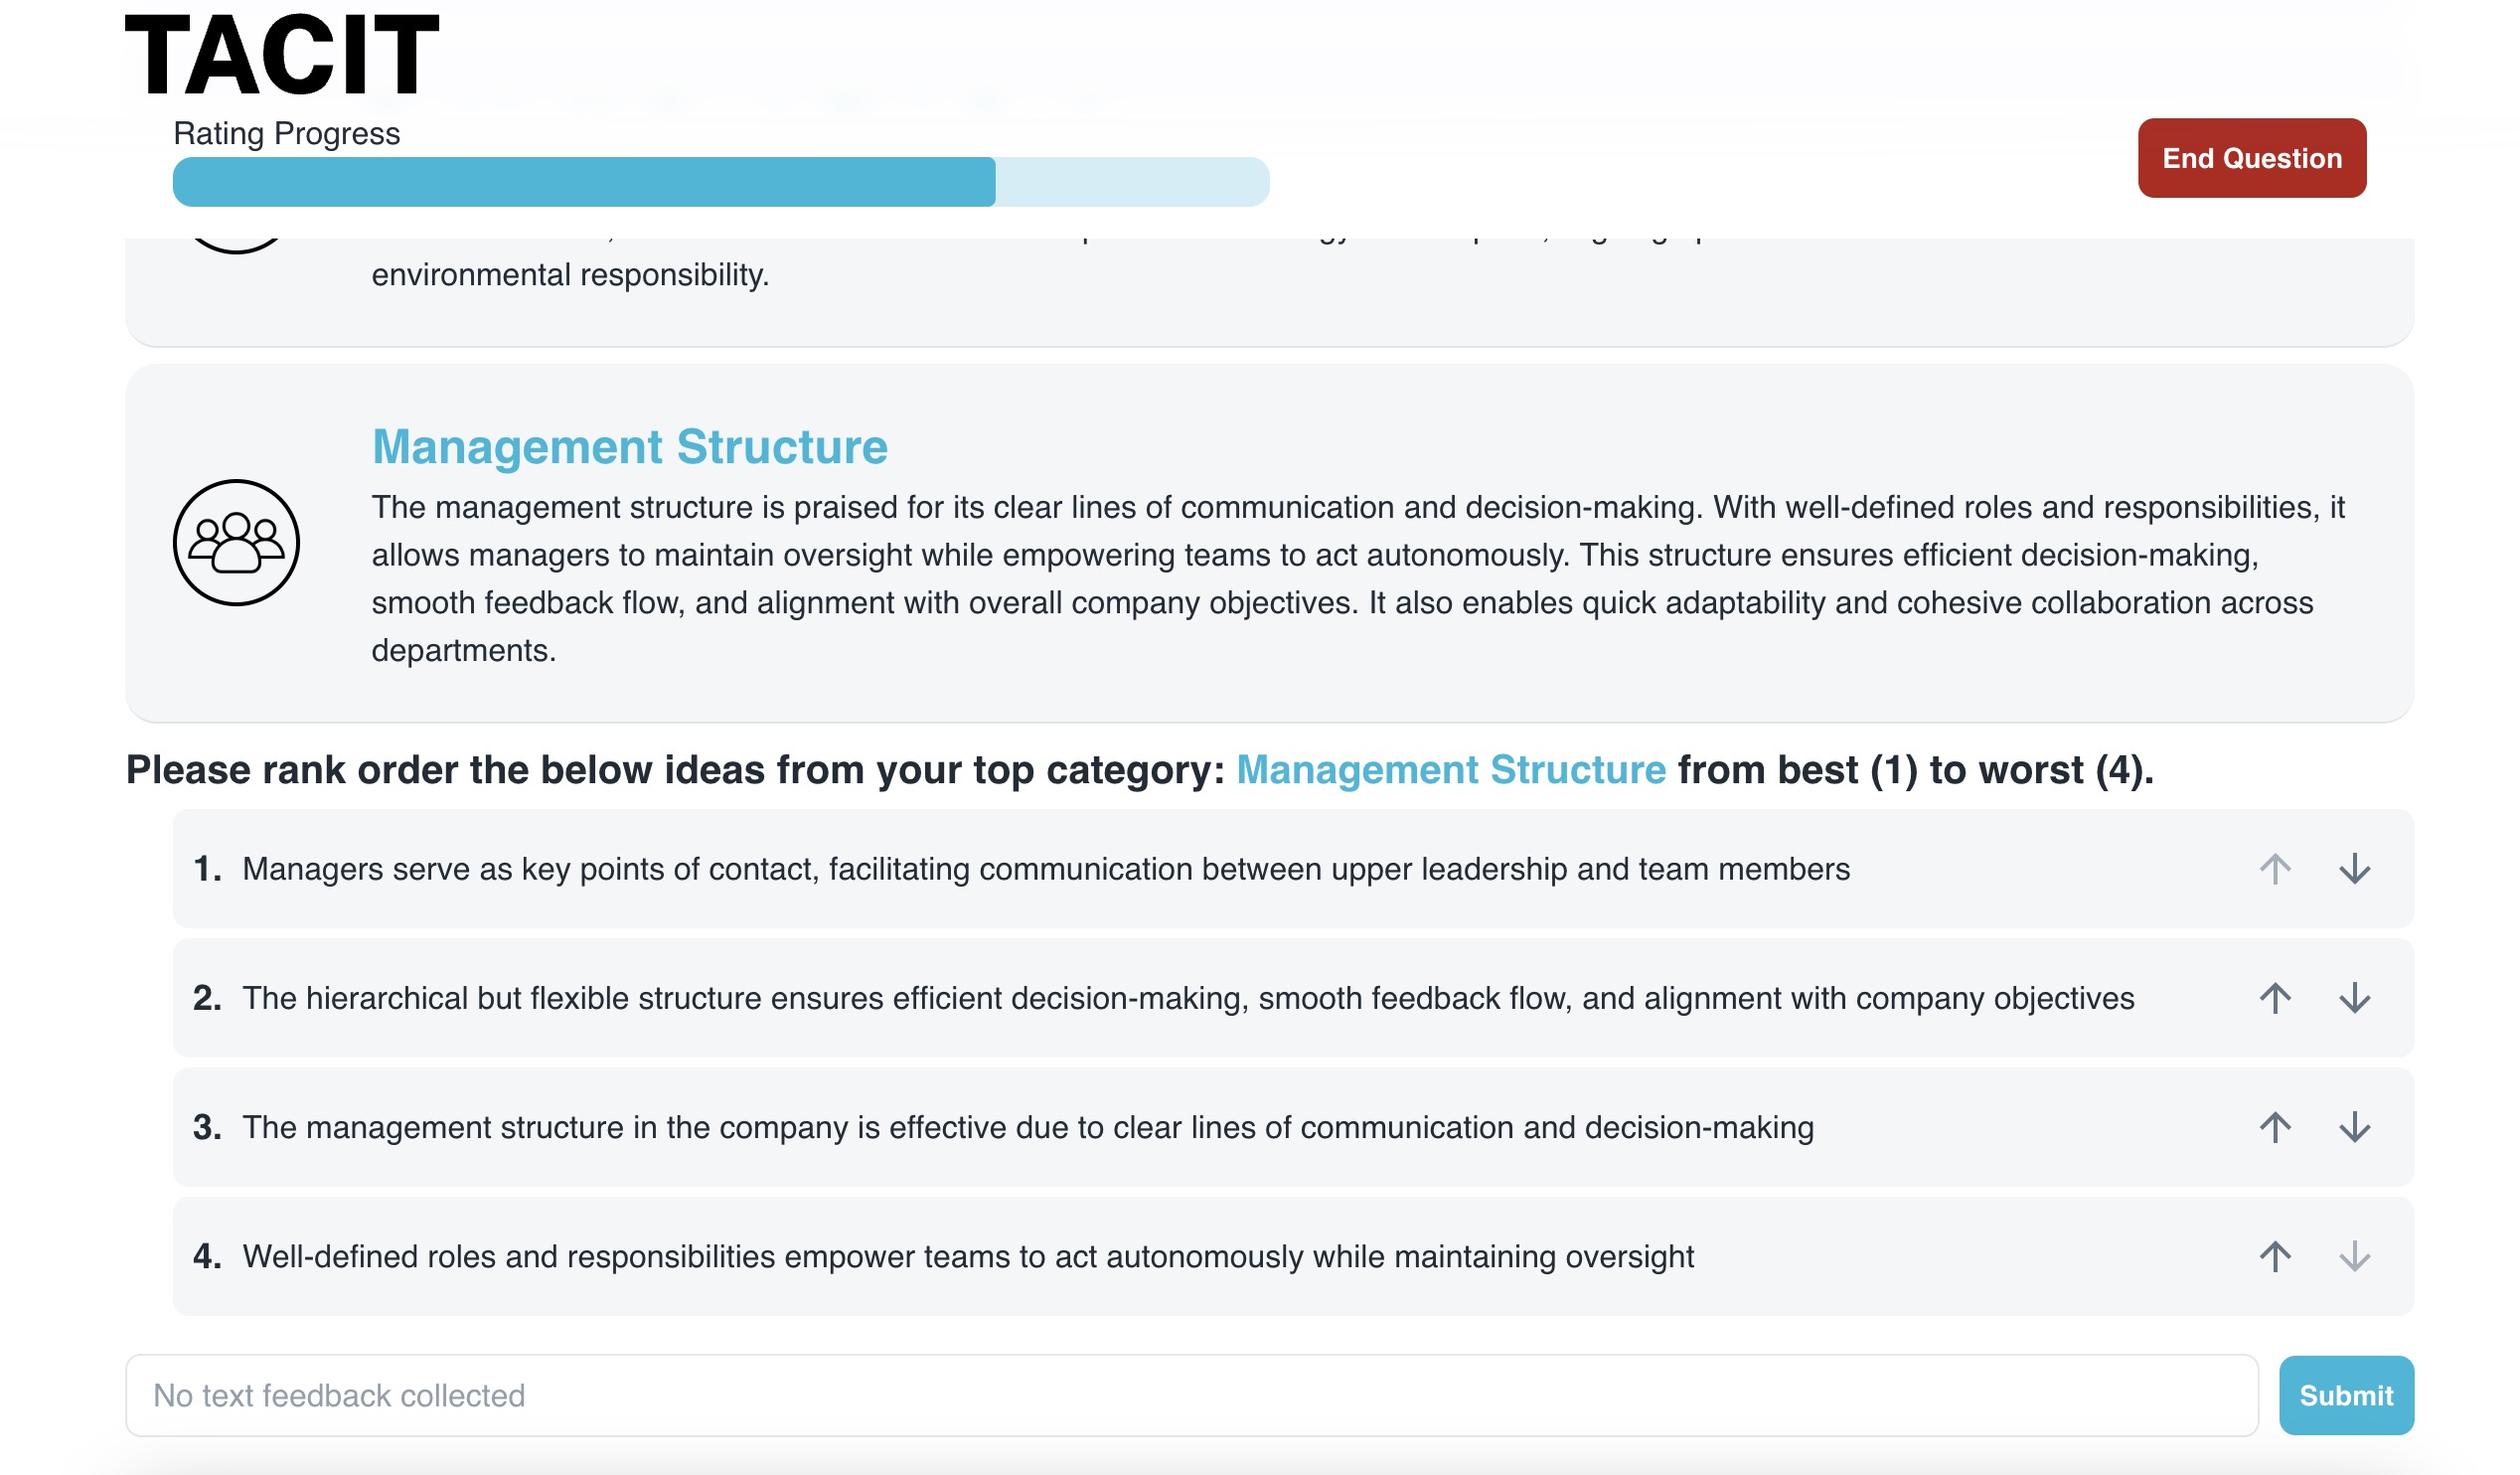 TACIT
Rating Progress
End Question
environmental responsibility.
Management Structure
The management structure is praised for its clear lines of communication and decision-making. With well-defined roles and responsibilities, it
allows managers to maintain oversight while empowering teams to act autonomously. This structure ensures efficient decision-making,
smooth feedback flow, and alignment with overall company objectives. It also enables quick adaptability and cohesive collaboration across
departments.
Please rank order the below ideas from your top category: Management Structure from best (1) to worst (4).
1. Managers serve as key points of contact, facilitating communication between upper leadership and team members
2. The hierarchical but flexible structure ensures efficient decision-making, smooth feedback flow, and alignment with company objectives
3. The management structure in the company is effective due to clear lines of communication and decision-making
4. Well-defined roles and responsibilities empower teams to act autonomously while maintaining oversight
No text feedback collected
Submit